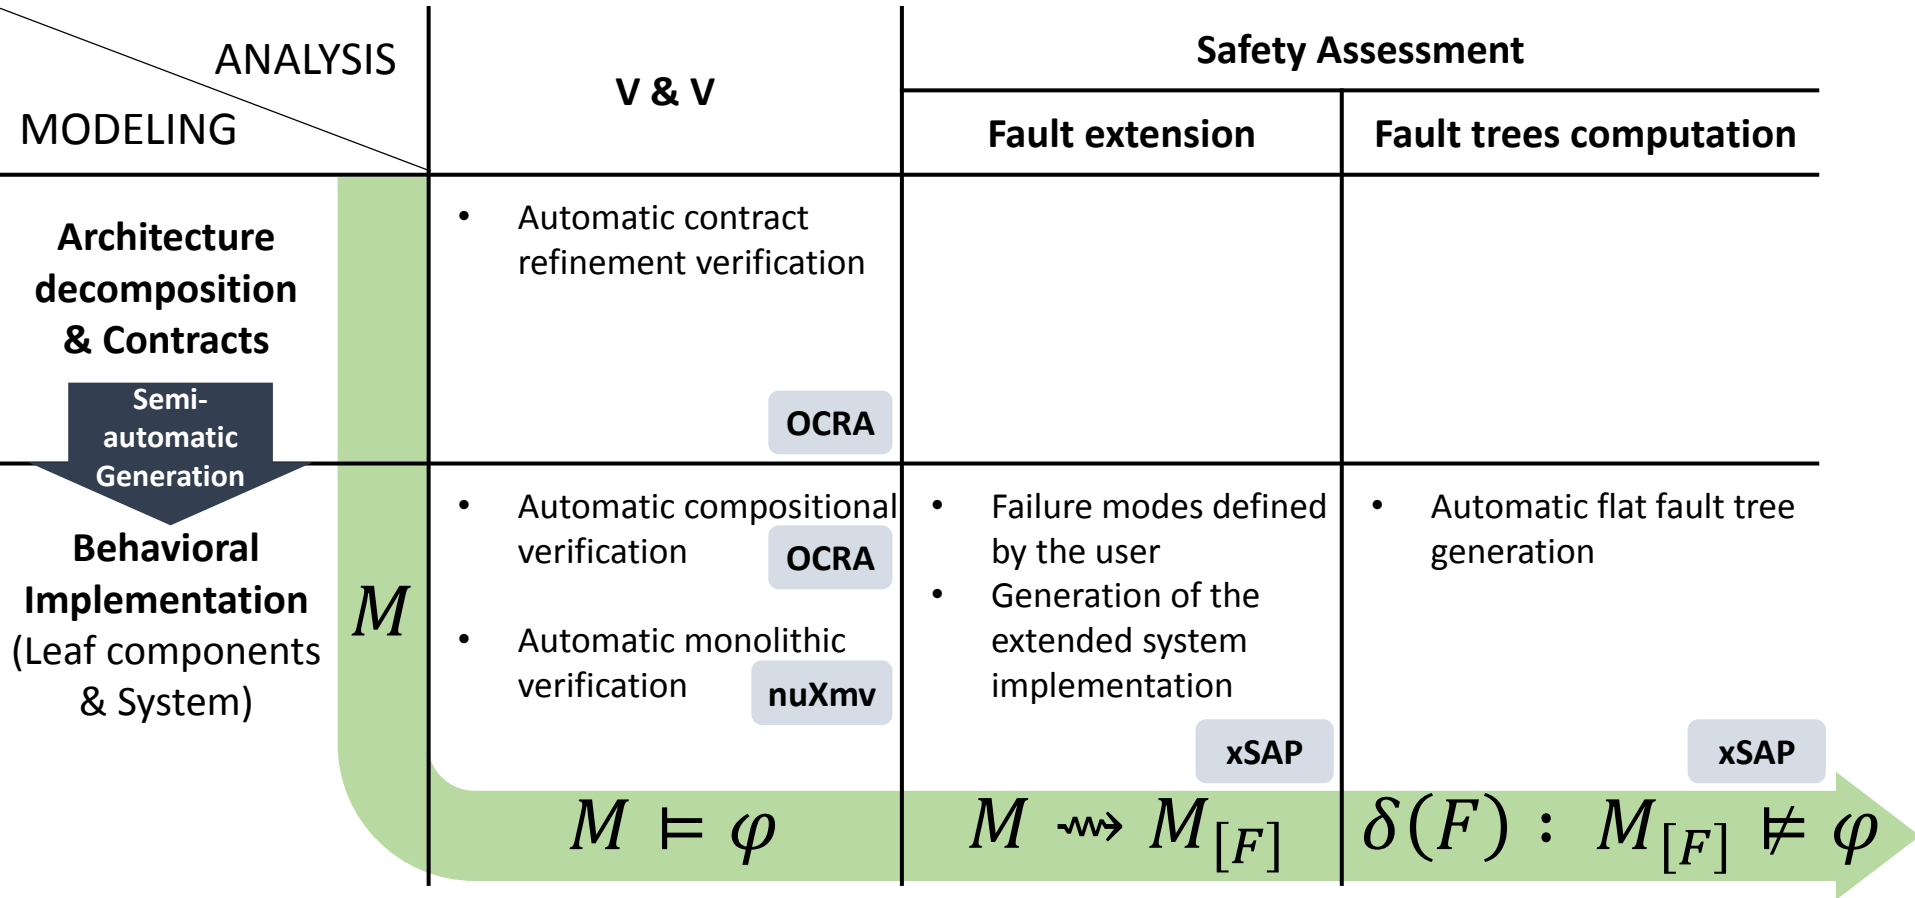 ANALYSIS
MODELING
V & V
Safety Assessment
Fault extension
Fault trees computation
Architecture
decomposition
& Contracts
• Automatic contract
refinement verification
OCRA
Semi-
automatic
Generation
Behavioral
Implementation
(Leaf components
& System)
M
• Automatic compositional
verification
OCRA
• Automatic monolithic
verification
nuXmv
• Failure modes defined
by the user
• Generation of the
extended system
implementation
xSAP
• Automatic flat fault tree
generation
xSAP
M ⊨ φ
M ⇝ M[F]
δ(F) : M[F] ⊭ φ